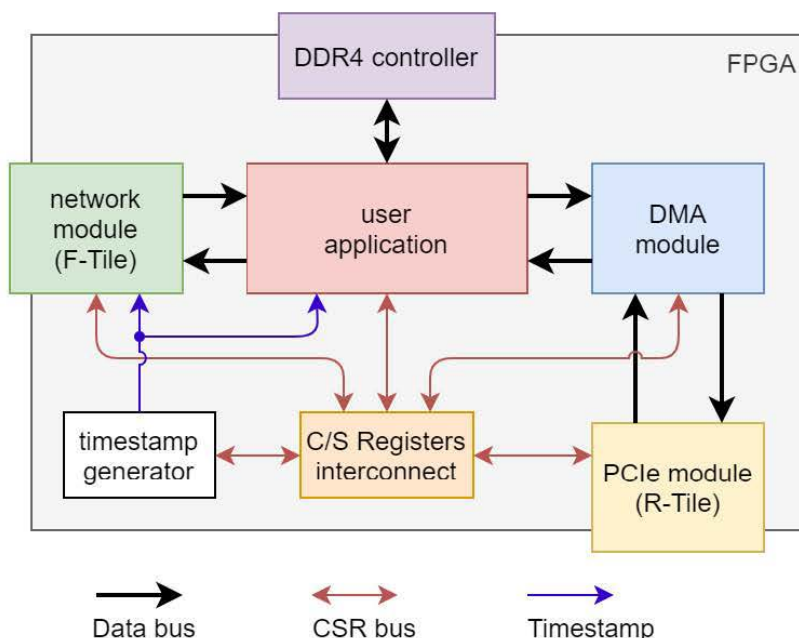 DDR4 controller
FPGA
network
module
(F-Tile)
user
application
DMA
module
timestamp
generator
C/S Registers
interconnect
PCIe module
(R-Tile)
Data bus
CSR bus
Timestamp